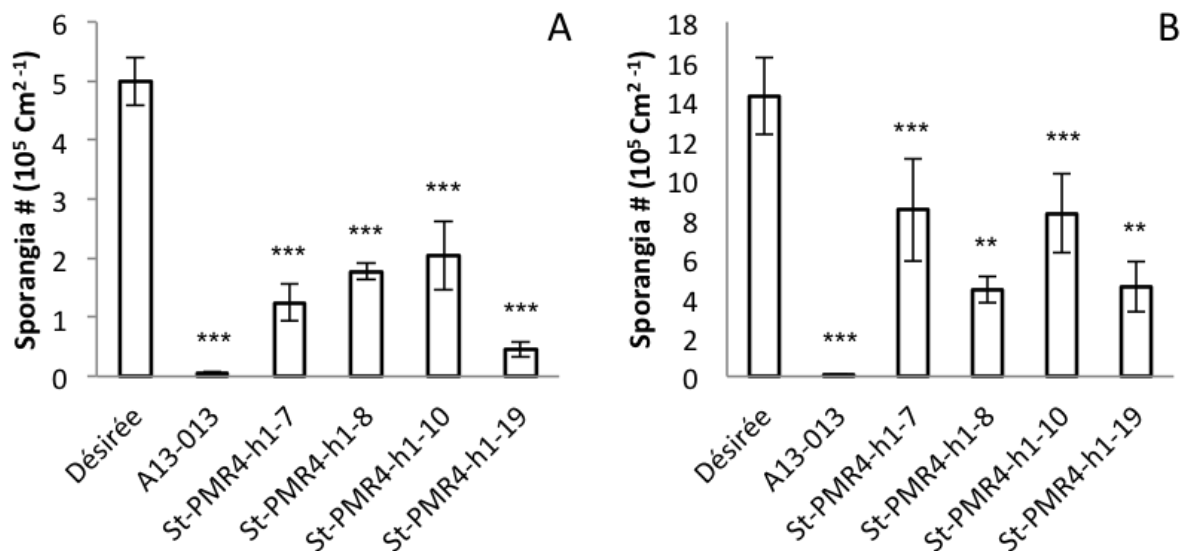 A
Sporangia # (10⁵ Cm² ⁻¹)
6
5
4
3
2
1
0
***
***
***
***
***
Désirée
A13-013
St-PMR4-h1-7
St-PMR4-h1-8
St-PMR4-h1-10
St-PMR4-h1-19
B
Sporangia # (10⁵ Cm² ⁻¹)
18
16
14
12
10
8
6
4
2
0
***
***
**
***
**
Désirée
A13-013
St-PMR4-h1-7
St-PMR4-h1-8
St-PMR4-h1-10
St-PMR4-h1-19